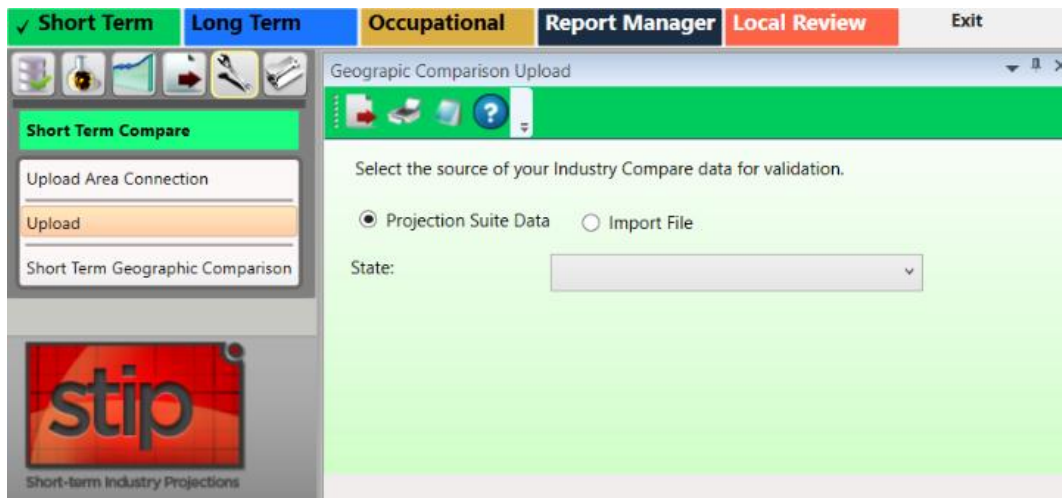 ✓ Short Term Long Term Occupational Report Manager Local Review Exit
Geograpic Comparison Upload
Short Term Compare
Select the source of your Industry Compare data for validation.
Upload Area Connection
Projection Suite Data Import File
Upload
State:
Short Term Geographic Comparison
stip
Short-term Industry Projections